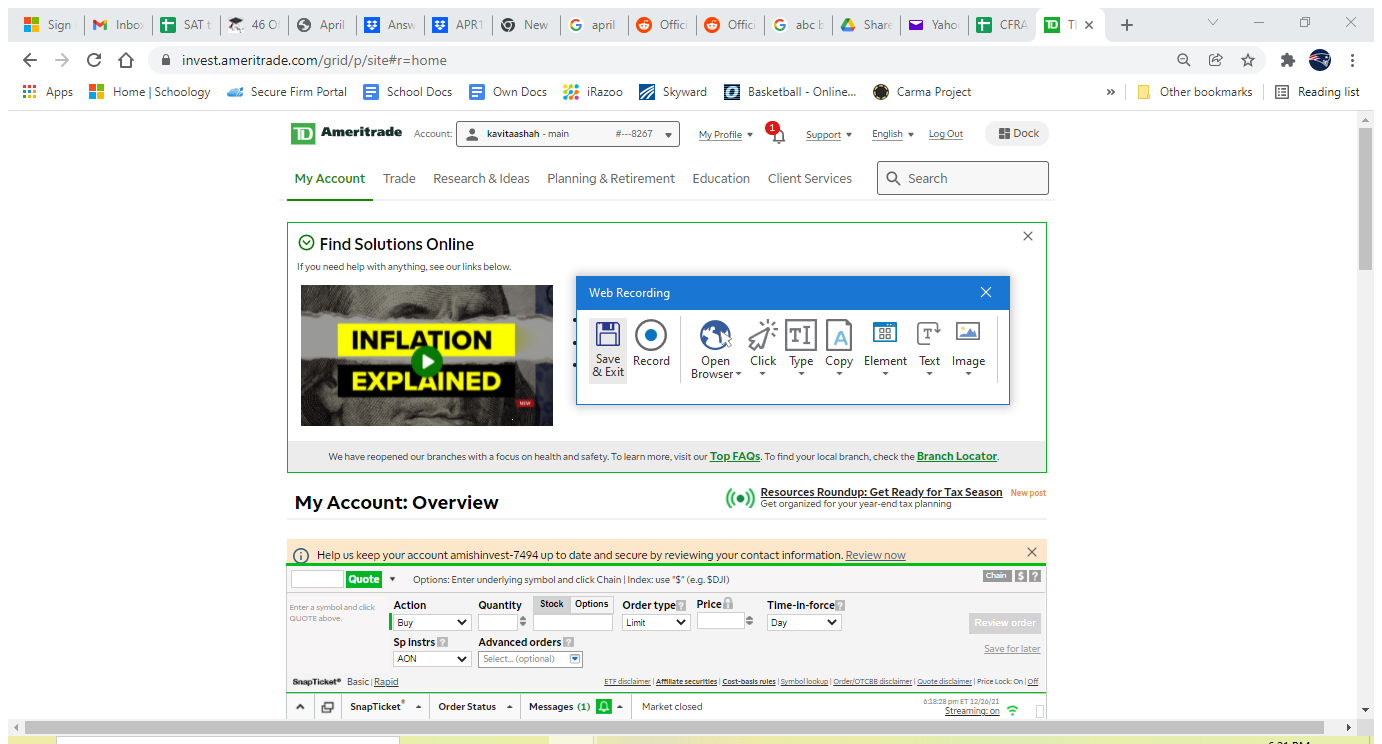 Sign
Inbox
SAT t
46 O
April
Answ
APR1
New
april
Offici
Offici
abc b
Share
Yaho
CFRA
invest.ameritrade.com/grid/p/site#r=home
Apps
Home | Schoology
Secure Firm Portal
School Docs
Own Docs
iRazoo
Skyward
Basketball - Online...
Carma Project
»
Other bookmarks
Reading list
TD Ameritrade
Account:
kavitaashah - main #---8267
My Profile
1
Support
English
Log Out
Dock
My Account
Trade
Research & Ideas
Planning & Retirement
Education
Client Services
Search
Find Solutions Online
If you need help with anything, see our links below.
INFLATION
EXPLAINED
NEW
Web Recording
Save
& Exit
Record
Open
Browser
Click
Type
Copy
Element
Text
Image
We have reopened our branches with a focus on health and safety. To learn more, visit our Top FAQs. To find your local branch, check the Branch Locator.
My Account: Overview
Resources Roundup: Get Ready for Tax Season New post
Get organized for your year-end tax planning
Help us keep your account amishinvest-7494 up to date and secure by reviewing your contact information. Review now
Quote
Options: Enter underlying symbol and click Chain | Index: use "$" (e.g. $DJI)
Chain $ ?
Enter a symbol and click
QUOTE above.
Action
Quantity
Stock
Options
Order type ?
Price
Time-in-force ?
Buy
Limit
Day
Review order
Sp instrs ?
Advanced orders ?
Save for later
AON
Select... (optional)
SnapTicket® Basic | Rapid
ETF disclaimer | Affiliate securities | Cost-basis rules | Symbol lookup | Order/OTCBB disclaimer | Quote disclaimer | Price Lock: On | Off
SnapTicket®
Order Status
Messages (1)
Market closed
6:18:28 pm ET 12/26/21
Streaming: on